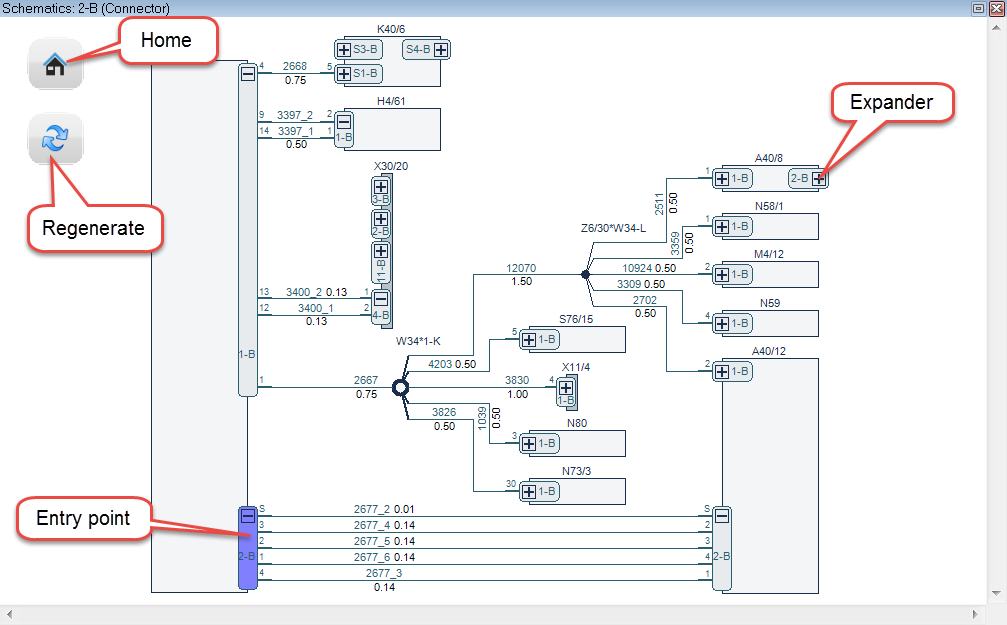 Schematics: 2-B (Connector)
Home
K40/6
S3-B
S4-B
4
2668
5
S1-B
0.75
H4/61
9
3397_2
2
14
3397_1
1
1-B
0.50
Expander
X30/20
3-B
2-B
11-B
A40/8
1
1-B
2-B
2511
0.50
Regenerate
N58/1
1
1-B
Z6/30*W34-L
3359
0.50
M4/12
12070
10924 0.50
2
1-B
1.50
3309 0.50
13
3400_2 0.13
1
12
3400_1
2
4-B
0.13
2702
0.50
N59
4
1-B
S76/15
5
1-B
W34*1-K
1-B
4203 0.50
A40/12
2
1-B
X11/4
1
2667
0.75
3830
4
1.00
1-B
3826
0.50
1039
0.50
N80
3
1-B
N73/3
30
1-B
Entry point
S
2677_2 0.01
S
3
2677_4 0.14
2
2
2677_5 0.14
3
2-B
1
2677_6 0.14
4
2-B
4
2677_3
1
0.14